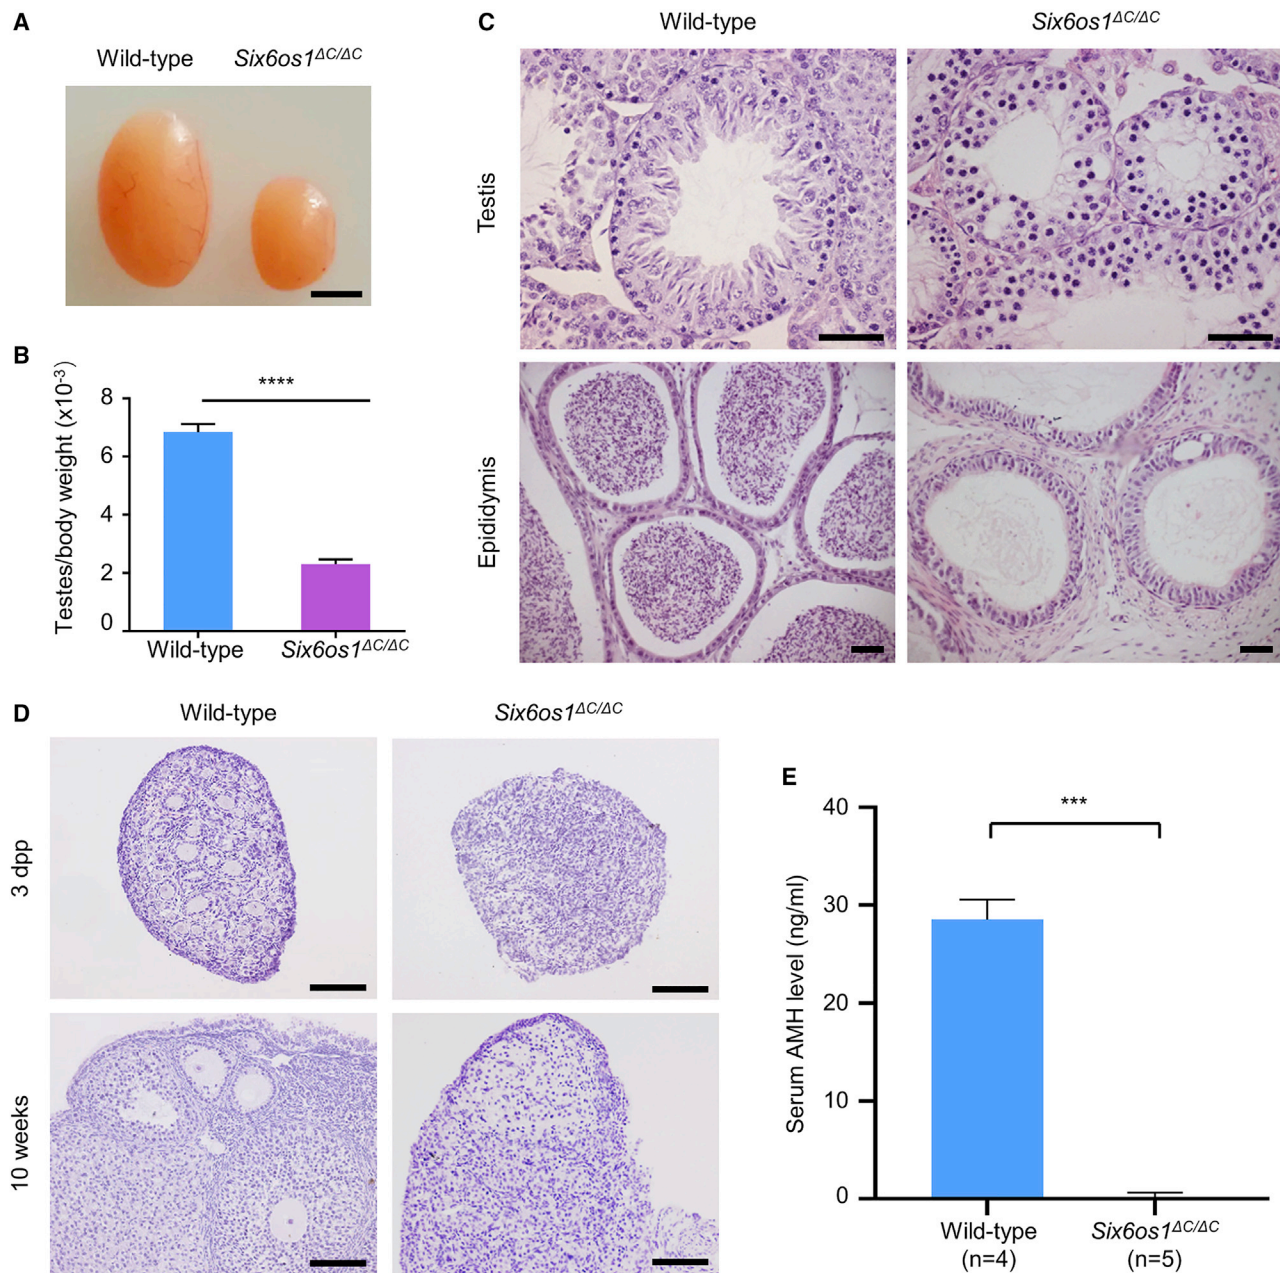 A
Wild-type Six6os1ΔC/ΔC
B
Testes/body weight (x10-3)
8
6
4
2
0
****
Wild-type Six6os1ΔC/ΔC
C
Wild-type Six6os1ΔC/ΔC
Testis
Epididymis
D
Wild-type Six6os1ΔC/ΔC
3 dpp
10 weeks
E
Serum AMH level (ng/ml)
40
30
20
10
0
***
Wild-type Six6os1ΔC/ΔC
(n=4) (n=5)